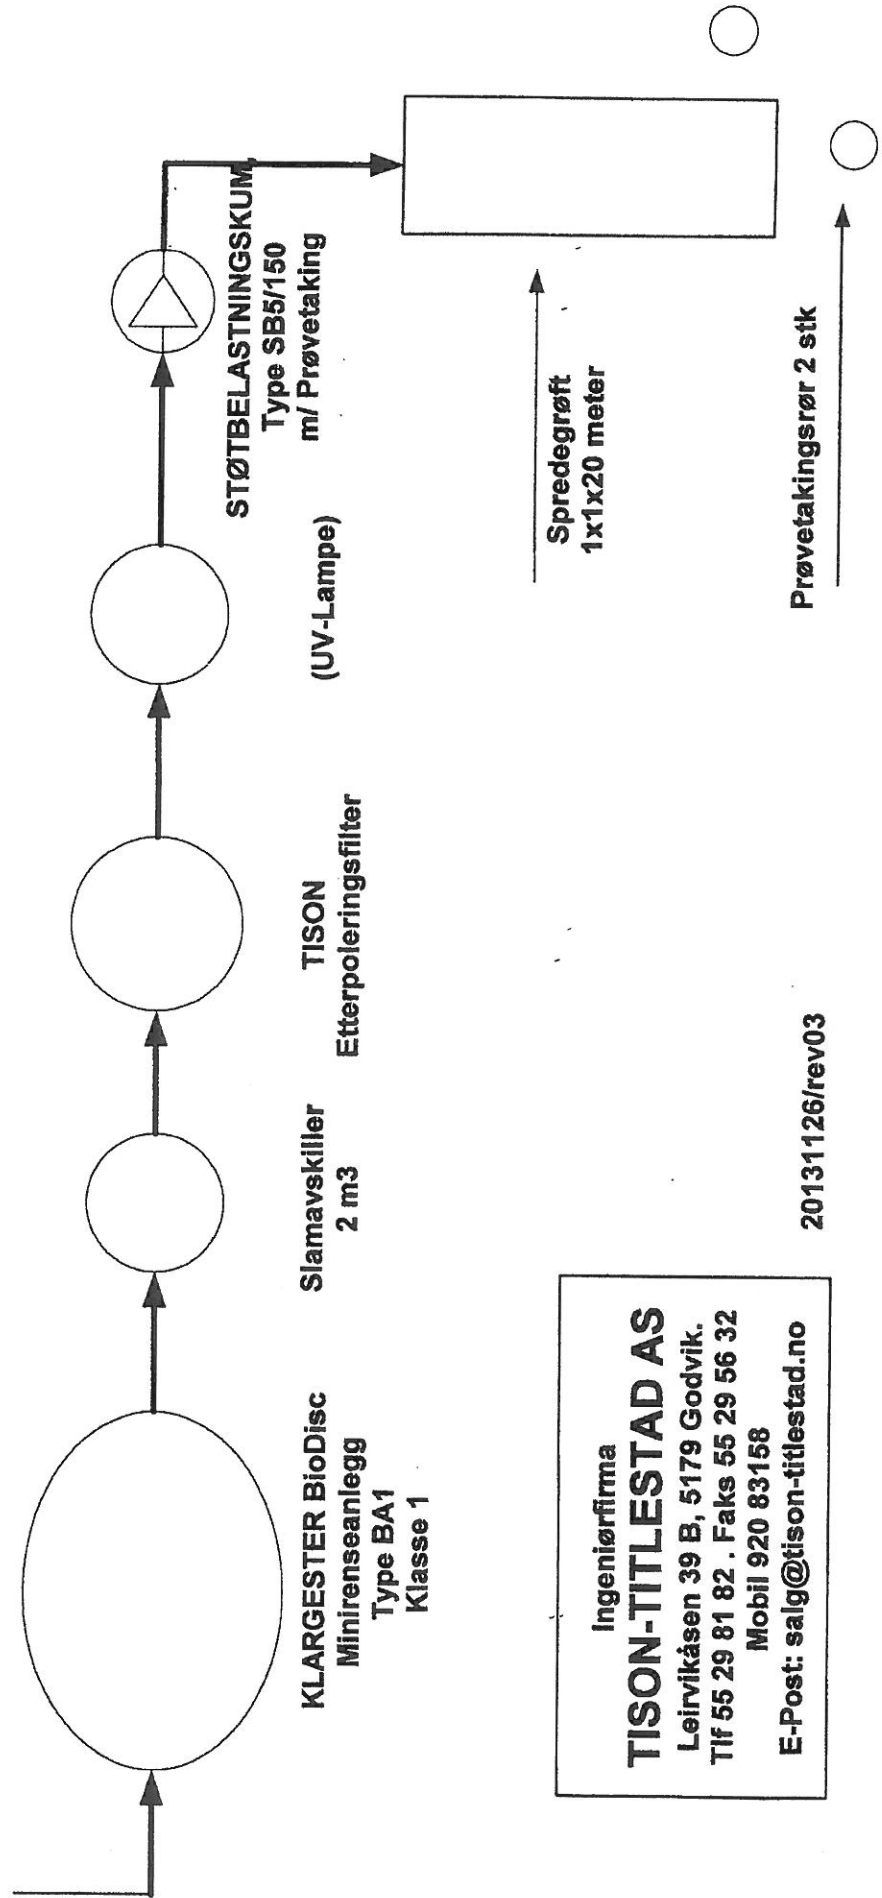 KLARGESTER BioDisc
Minirenseanlegg
Type BA1
Klasse 1
Slamavskiller
2 m3
TISON
Etterpoleringsfilter
(UV-Lampe)
STØTBELASTNINGSKUM,
Type SB5/150
m/ Prøvetaking
Spredegrøft
1x1x20 meter
Prøvetakingsrør 2 stk
Ingeniørfirma
TISON-TITLESTAD AS
Leirvikåsen 39 B, 5179 Godvik.
Tlf 55 29 81 82 . Faks 55 29 56 32
Mobil 920 83158
E-Post: salg@tison-titlestad.no
20131126/rev03